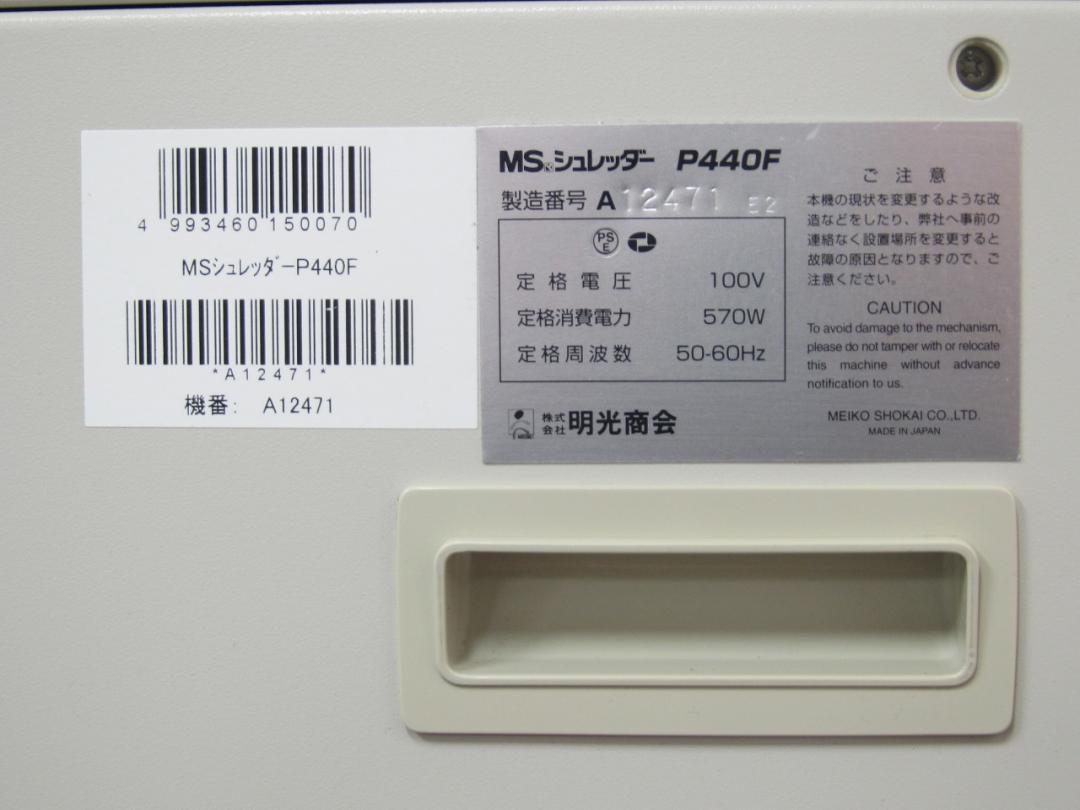 4 993460 150070
MSｼｭﾚｯﾀﾞｰP440F
*A12471*
機番: A12471
MSシュレッダー P440F
製造番号 A 12471 E2
PS
E
定格電圧 100V
定格消費電力 570W
定格周波数 50-60Hz
株式
会社 明光商会
ご注意
本機の現状を変更するような改
造などをしたり、弊社へ事前の
連絡なく設置場所を変更すると
故障の原因となりますので、ご
注意ください。
CAUTION
To avoid damage to the mechanism,
please do not tamper with or relocate
this machine without advance
notification to us.
MEIKO SHOKAI CO.,LTD.
MADE IN JAPAN